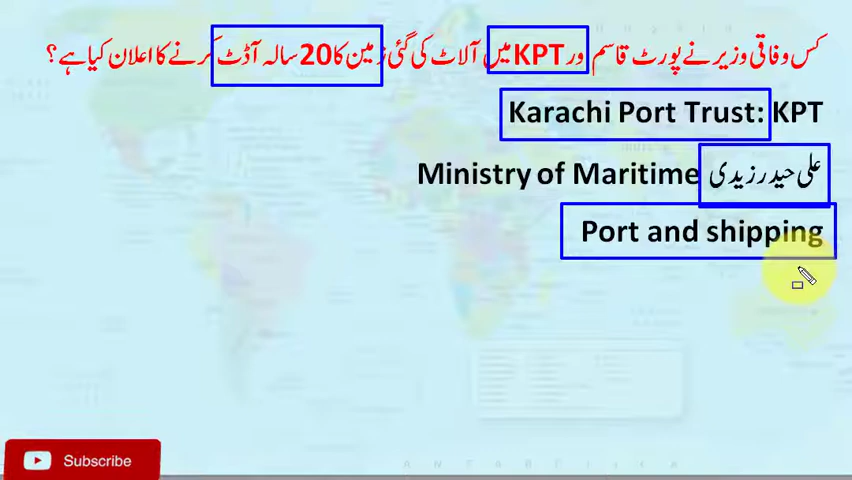 کس وفاقی وزیر نے پورٹ قاسم اور KPT میں آلاٹ کی گئی زمین کا 20 سالہ آڈٹ کرنے کا اعلان کیا ہے؟
Karachi Port Trust: KPT
Ministry of Maritime علی حیدر زیدی
Port and shipping
Subscribe